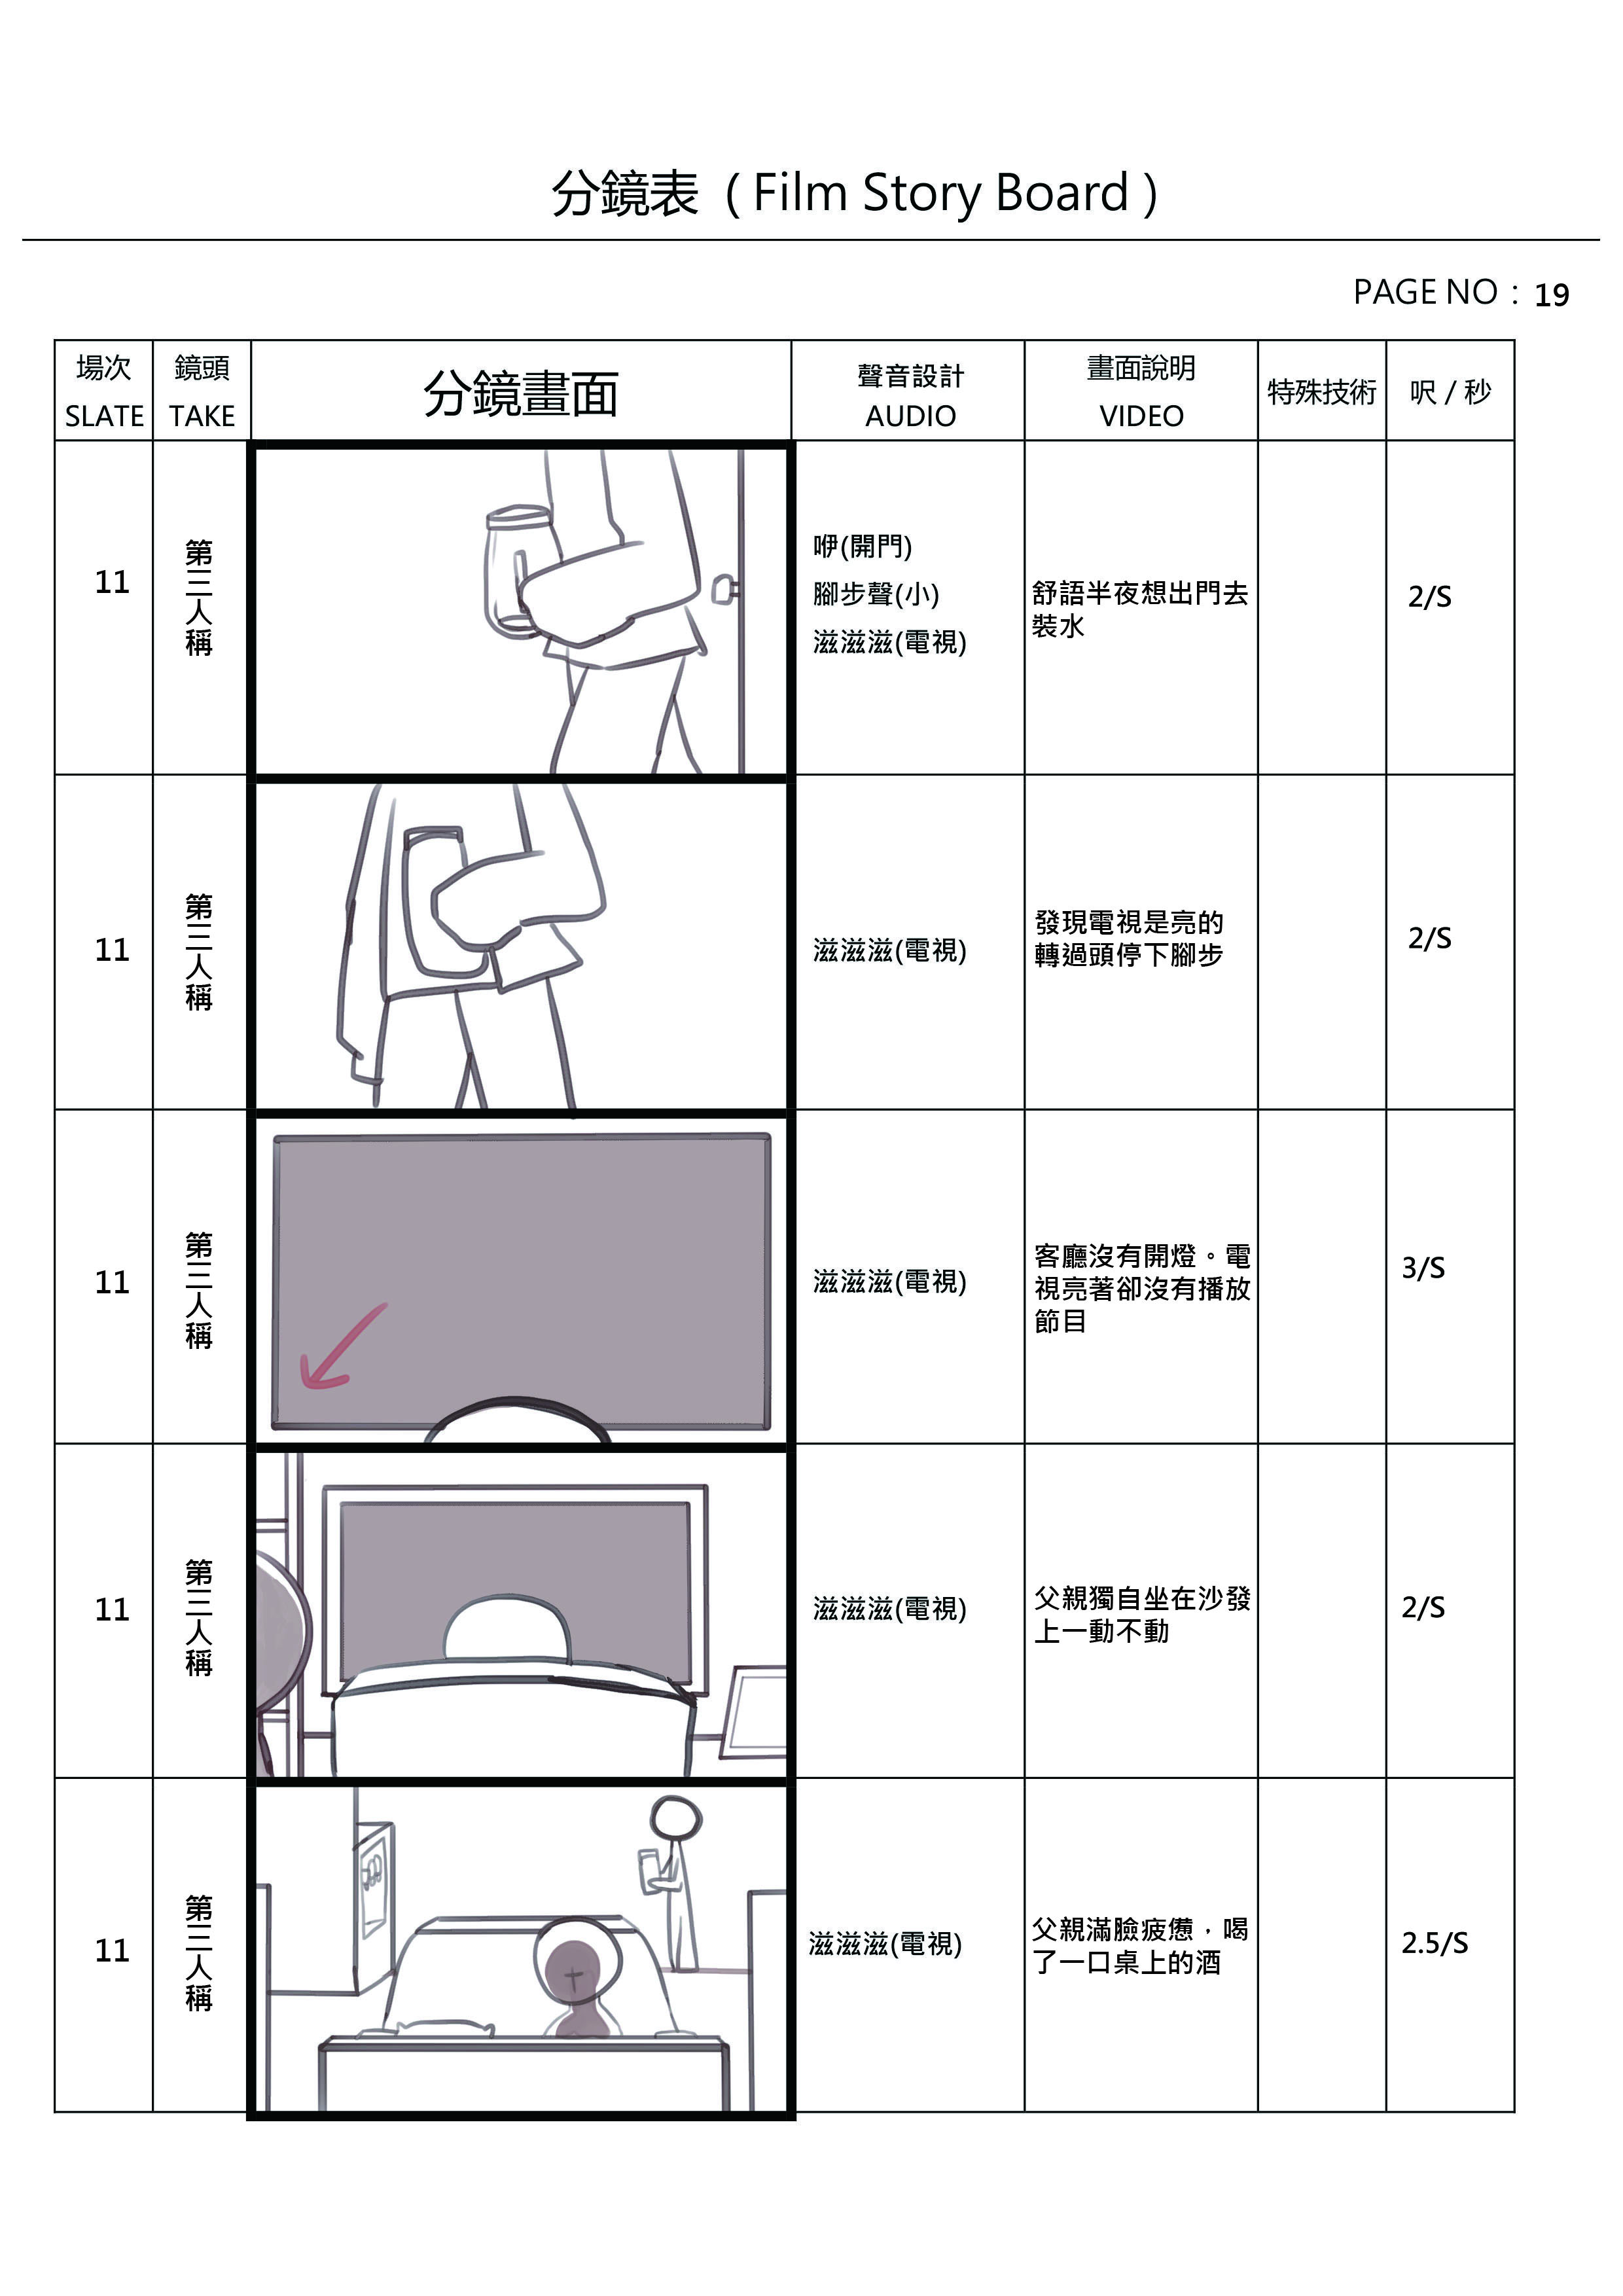 分鏡表 ( Film Story Board )
PAGE NO : 19
場次
SLATE
鏡頭
TAKE
分鏡畫面
聲音設計
AUDIO
畫面說明
VIDEO
特殊技術
呎 / 秒
11
第三人稱
咿(開門)
腳步聲(小)
滋滋滋(電視)
舒語半夜想出門去
裝水
2/S
11
第三人稱
滋滋滋(電視)
發現電視是亮的
轉過頭停下腳步
2/S
11
第三人稱
滋滋滋(電視)
客廳沒有開燈。電
視亮著卻沒有播放
節目
3/S
11
第三人稱
滋滋滋(電視)
父親獨自坐在沙發
上一動不動
2/S
11
第三人稱
滋滋滋(電視)
父親滿臉疲憊，喝
了一口桌上的酒
2.5/S